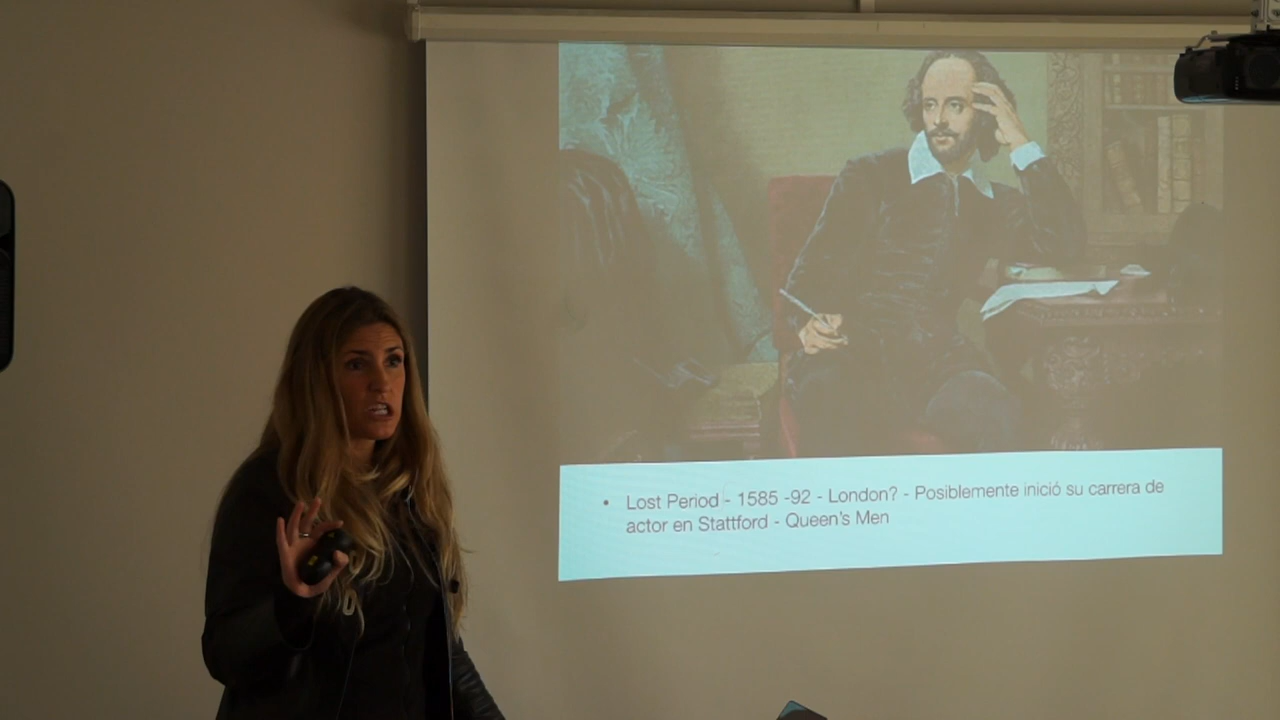 • Lost Period - 1585 -92 - London? - Posiblemente inició su carrera de
actor en Stattford - Queen's Men